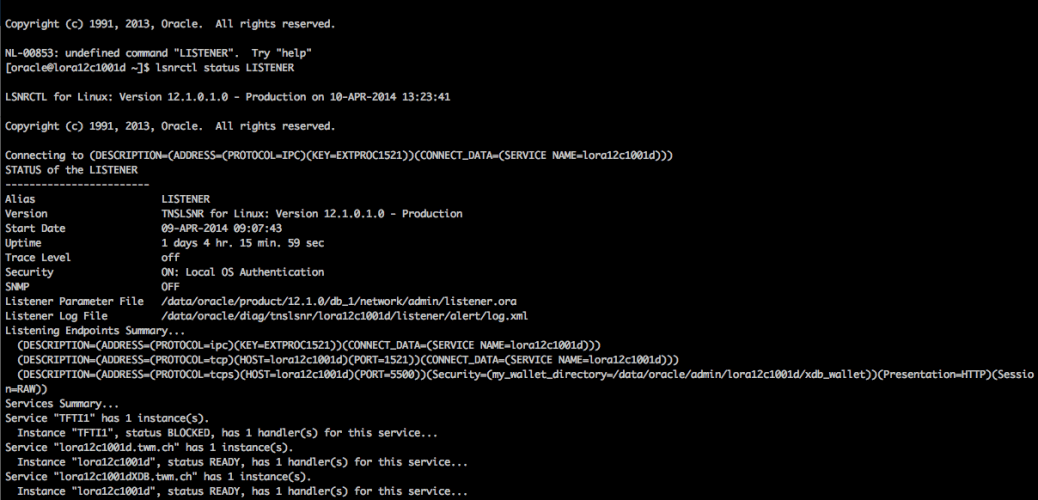 Copyright (c) 1991, 2013, Oracle.  All rights reserved.
NL-00853: undefined command "LISTENER".  Try "help"
[oracle@lora12c1001d ~]$ lsnrctl status LISTENER
LSNRCTL for Linux: Version 12.1.0.1.0 - Production on 10-APR-2014 13:23:41
Copyright (c) 1991, 2013, Oracle.  All rights reserved.
Connecting to (DESCRIPTION=(ADDRESS=(PROTOCOL=IPC)(KEY=EXTPROC1521))(CONNECT_DATA=(SERVICE NAME=lora12c1001d)))
STATUS of the LISTENER
------------------------
Alias                     LISTENER
Version                   TNSLSNR for Linux: Version 12.1.0.1.0 - Production
Start Date                09-APR-2014 09:07:43
Uptime                    1 days 4 hr. 15 min. 59 sec
Trace Level               off
Security                  ON: Local OS Authentication
SNMP                      OFF
Listener Parameter File   /data/oracle/product/12.1.0/db_1/network/admin/listener.ora
Listener Log File         /data/oracle/diag/tnslsnr/lora12c1001d/listener/alert/log.xml
Listening Endpoints Summary...
  (DESCRIPTION=(ADDRESS=(PROTOCOL=ipc)(KEY=EXTPROC1521))(CONNECT_DATA=(SERVICE NAME=lora12c1001d)))
  (DESCRIPTION=(ADDRESS=(PROTOCOL=tcp)(HOST=lora12c1001d)(PORT=1521))(CONNECT_DATA=(SERVICE NAME=lora12c1001d)))
  (DESCRIPTION=(ADDRESS=(PROTOCOL=tcps)(HOST=lora12c1001d)(PORT=5500))(Security=(my_wallet_directory=/data/oracle/admin/lora12c1001d/xdb_wallet))(Presentation=HTTP)(Sessio
n=RAW))
Services Summary...
Service "TFTI1" has 1 instance(s).
  Instance "TFTI1", status BLOCKED, has 1 handler(s) for this service...
Service "lora12c1001d.twm.ch" has 1 instance(s).
  Instance "lora12c1001d", status READY, has 1 handler(s) for this service...
Service "lora12c1001dXDB.twm.ch" has 1 instance(s).
  Instance "lora12c1001d", status READY, has 1 handler(s) for this service...